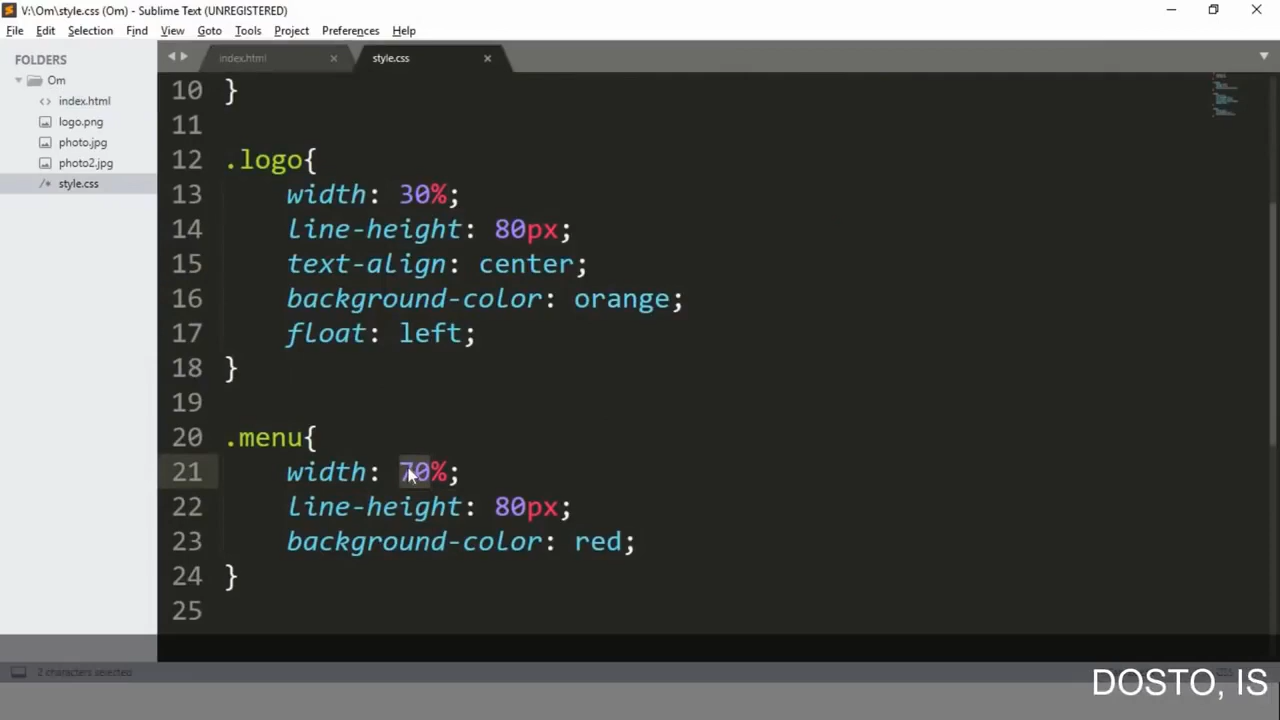 V:\Om\style.css (Om) - Sublime Text (UNREGISTERED)
File Edit Selection Find View Goto Tools Project Preferences Help
FOLDERS
Om
index.html
logo.png
photo.jpg
photo2.jpg
style.css
index.html style.css
10 }
11
12 .logo{
13 width: 30%;
14 line-height: 80px;
15 text-align: center;
16 background-color: orange;
17 float: left;
18 }
19
20 .menu{
21 width: 70%;
22 line-height: 80px;
23 background-color: red;
24 }
25
2 characters selected
DOSTO, IS